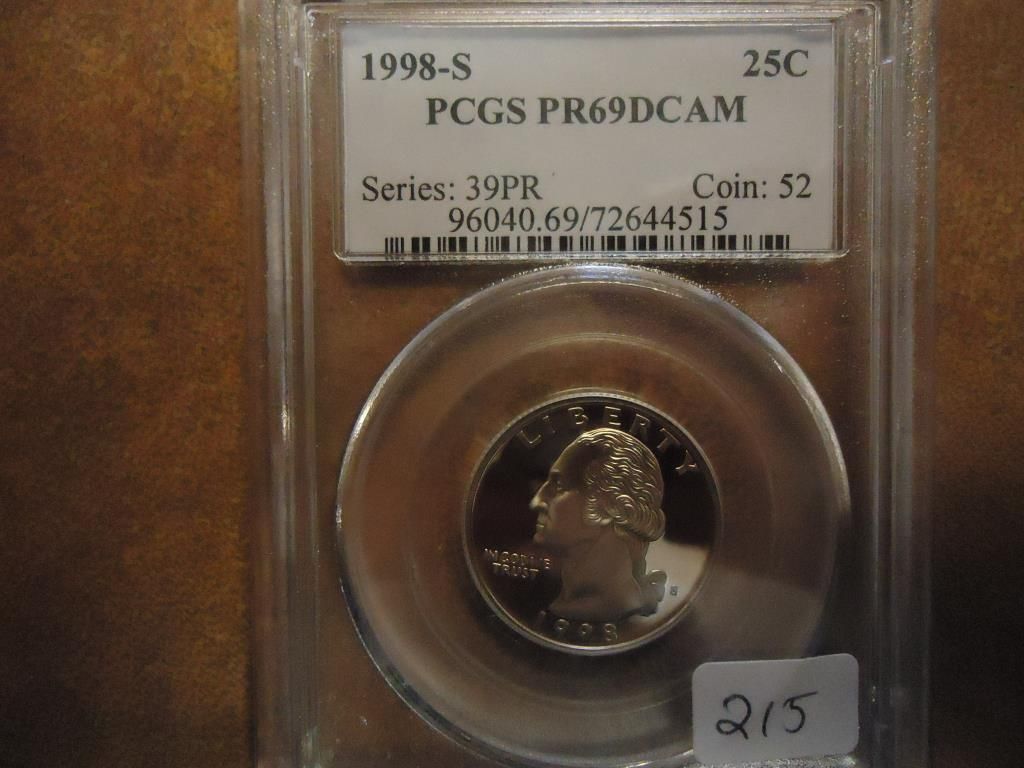 1998-S 25C
PCGS PR69DCAM
Series: 39PR Coin: 52
96040.69/72644515
LIBERTY
IN GOD WE
TRUST
S
1998
215